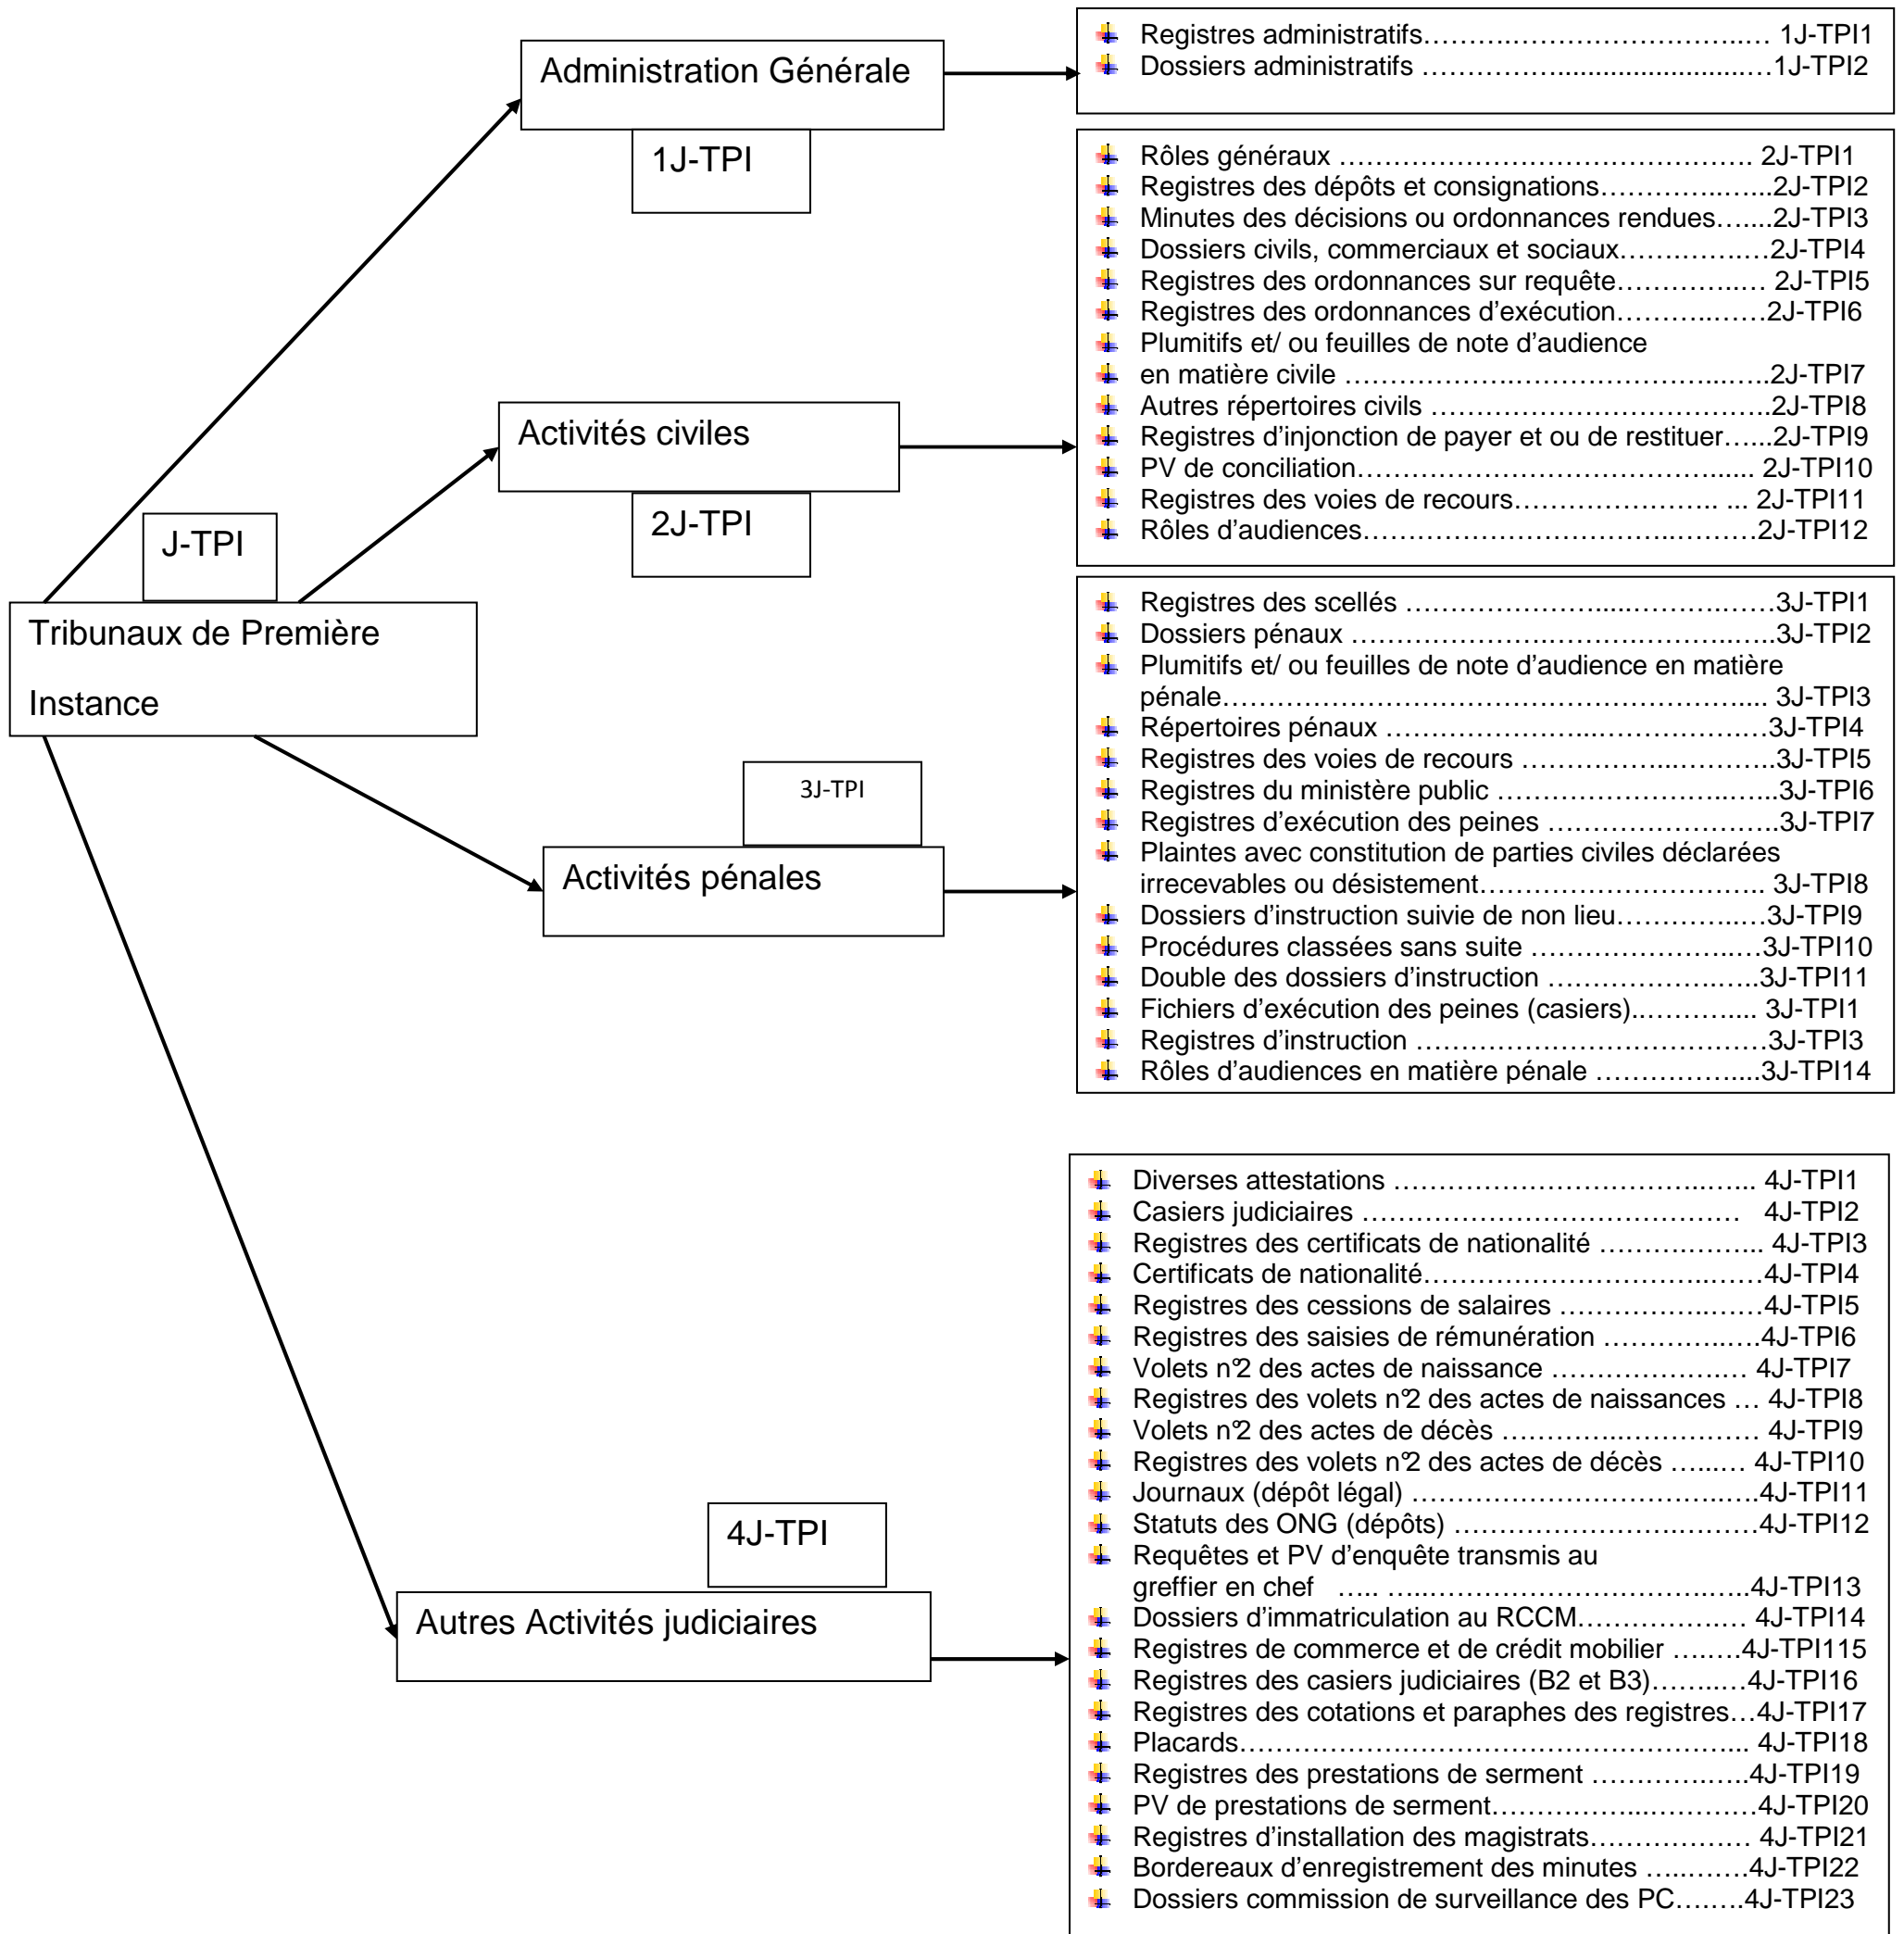 J-TPI
Tribunaux de Première
Instance
Administration Générale
1J-TPI
Registres administratifs……….…………………………..… 1J-TPI1
Dossiers administratifs ……………............................…1J-TPI2
Activités civiles
2J-TPI
Rôles généraux ……………………………………………. 2J-TPI1
Registres des dépôts et consignations…………..…...2J-TPI2
Minutes des décisions ou ordonnances rendues…....2J-TPI3
Dossiers civils, commerciaux et sociaux…….…….…2J-TPI4
Registres des ordonnances sur requête…………...… 2J-TPI5
Registres des ordonnances d’exécution………..……2J-TPI6
Plumitifs et/ ou feuilles de note d’audience
en matière civile ……………….…………………...…..2J-TPI7
Autres répertoires civils ………………………………..2J-TPI8
Registres d’injonction de payer et ou de restituer…...2J-TPI9
PV de conciliation……………………………………..... 2J-TPI10
Registres des voies de recours………………….. ... 2J-TPI11
Rôles d’audiences……………………………..………2J-TPI12
3J-TPI
Activités pénales
Registres des scellés ………………….....……….……3J-TPI1
Dossiers pénaux ……………………………..…….…..3J-TPI2
Plumitifs et/ ou feuilles de note d’audience en matière
pénale……………………………………………………..... 3J-TPI3
Répertoires pénaux …………………...………………3J-TPI4
Registres des voies de recours ……………...………..3J-TPI5
Registres du ministère public ……………………..…...3J-TPI6
Registres d’exécution des peines ……………………..3J-TPI7
Plaintes avec constitution de parties civiles déclarées
irrecevables ou désistement………………………….. 3J-TPI8
Dossiers d’instruction suivie de non lieu…………..…3J-TPI9
Procédures classées sans suite …………………..…3J-TPI10
Double des dossiers d’instruction ………………..…..3J-TPI11
Fichiers d’exécution des peines (casiers)..……….... 3J-TPI1
Registres d’instruction …………………………………3J-TPI3
Rôles d’audiences en matière pénale ……………....3J-TPI14
4J-TPI
Autres Activités judiciaires
Diverses attestations ……………………………..…... 4J-TPI1
Casiers judiciaires ………………………………… 4J-TPI2
Registres des certificats de nationalité ……….…….. 4J-TPI3
Certificats de nationalité…………………………..……4J-TPI4
Registres des cessions de salaires ……………..……4J-TPI5
Registres des saisies de rémunération ………..…..4J-TPI6
Volets n°2 des actes de naissance ………………..… 4J-TPI7
Registres des volets n°2 des actes de naissances … 4J-TPI8
Volets n°2 des actes de décès …………..…………… 4J-TPI9
Registres des volets n°2 des actes de décès …...… 4J-TPI10
Journaux (dépôt légal) …………………………..…..4J-TPI11
Statuts des ONG (dépôts) …………………..………4J-TPI12
Requêtes et PV d’enquête transmis au
greffier en chef ….. …..………………………….…..4J-TPI13
Dossiers d’immatriculation au RCCM…………….… 4J-TPI14
Registres de commerce et de crédit mobilier …..….4J-TPI115
Registres des casiers judiciaires (B2 et B3)……..…4J-TPI16
Registres des cotations et paraphes des registres…4J-TPI17
Placards……………………………………………... 4J-TPI18
Registres des prestations de serment …………..…..4J-TPI19
PV de prestations de serment……………...…………4J-TPI20
Registres d’installation des magistrats……………… 4J-TPI21
Bordereaux d’enregistrement des minutes …..…….4J-TPI22
Dossiers commission de surveillance des PC…..….4J-TPI23